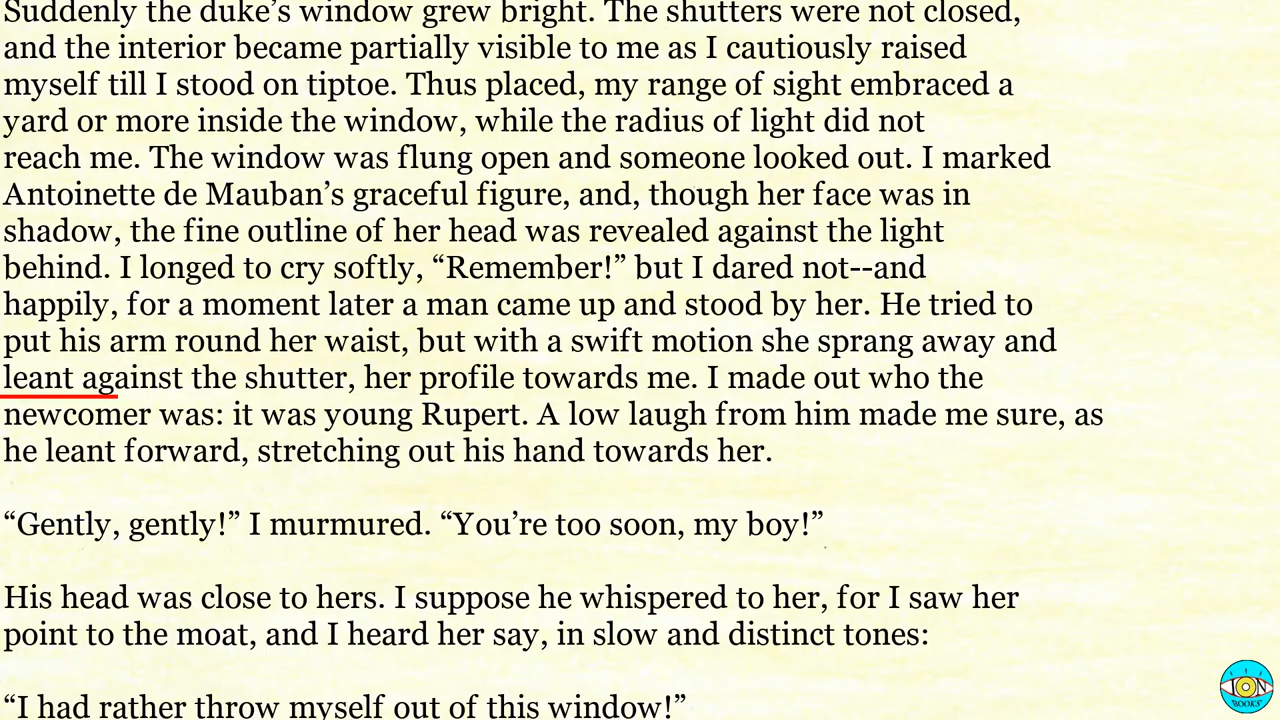 Suddenly the duke’s window grew bright. The shutters were not closed,
and the interior became partially visible to me as I cautiously raised
myself till I stood on tiptoe. Thus placed, my range of sight embraced a
yard or more inside the window, while the radius of light did not
reach me. The window was flung open and someone looked out. I marked
Antoinette de Mauban’s graceful figure, and, though her face was in
shadow, the fine outline of her head was revealed against the light
behind. I longed to cry softly, “Remember!” but I dared not--and
happily, for a moment later a man came up and stood by her. He tried to
put his arm round her waist, but with a swift motion she sprang away and
leant against the shutter, her profile towards me. I made out who the
newcomer was: it was young Rupert. A low laugh from him made me sure, as
he leant forward, stretching out his hand towards her.
“Gently, gently!” I murmured. “You’re too soon, my boy!”
His head was close to hers. I suppose he whispered to her, for I saw her
point to the moat, and I heard her say, in slow and distinct tones:
“I had rather throw myself out of this window!”
ION
BOOKS